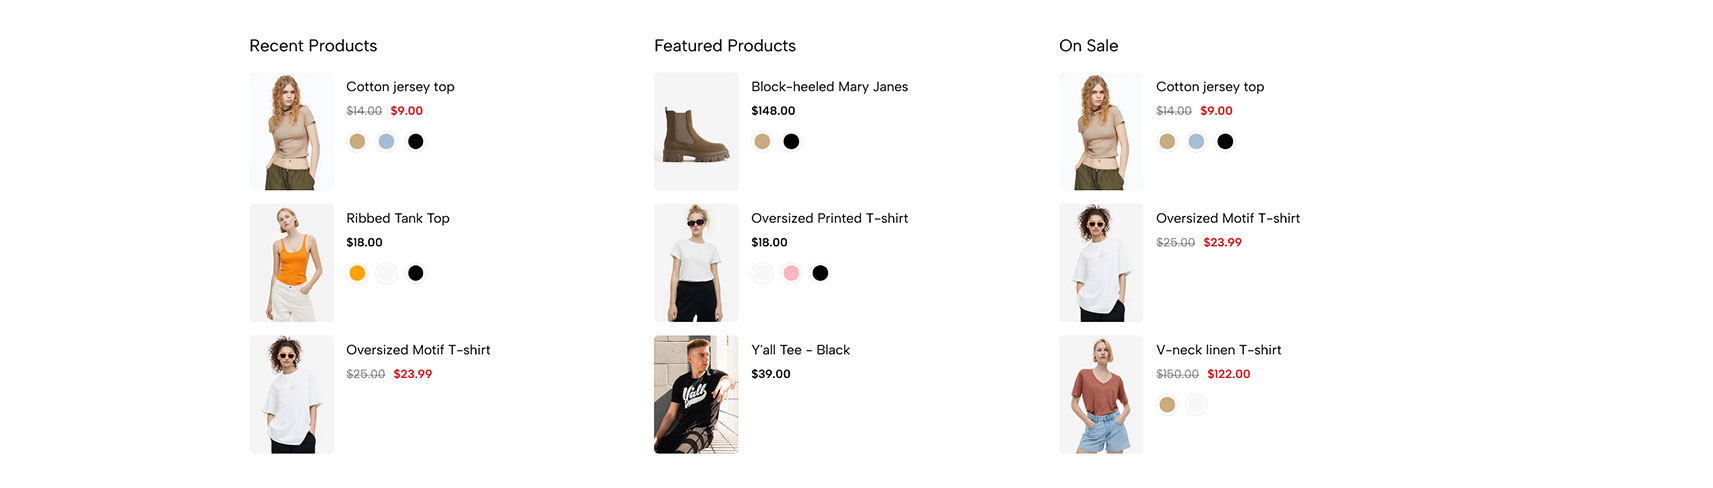 Recent Products
Cotton jersey top
$14.00 $9.00
Ribbed Tank Top
$18.00
Oversized Motif T-shirt
$25.00 $23.99
Featured Products
Block-heeled Mary Janes
$148.00
Oversized Printed T-shirt
$18.00
Y'all Tee - Black
$39.00
Y'all
On Sale
Cotton jersey top
$14.00 $9.00
Oversized Motif T-shirt
$25.00 $23.99
V-neck linen T-shirt
$150.00 $122.00